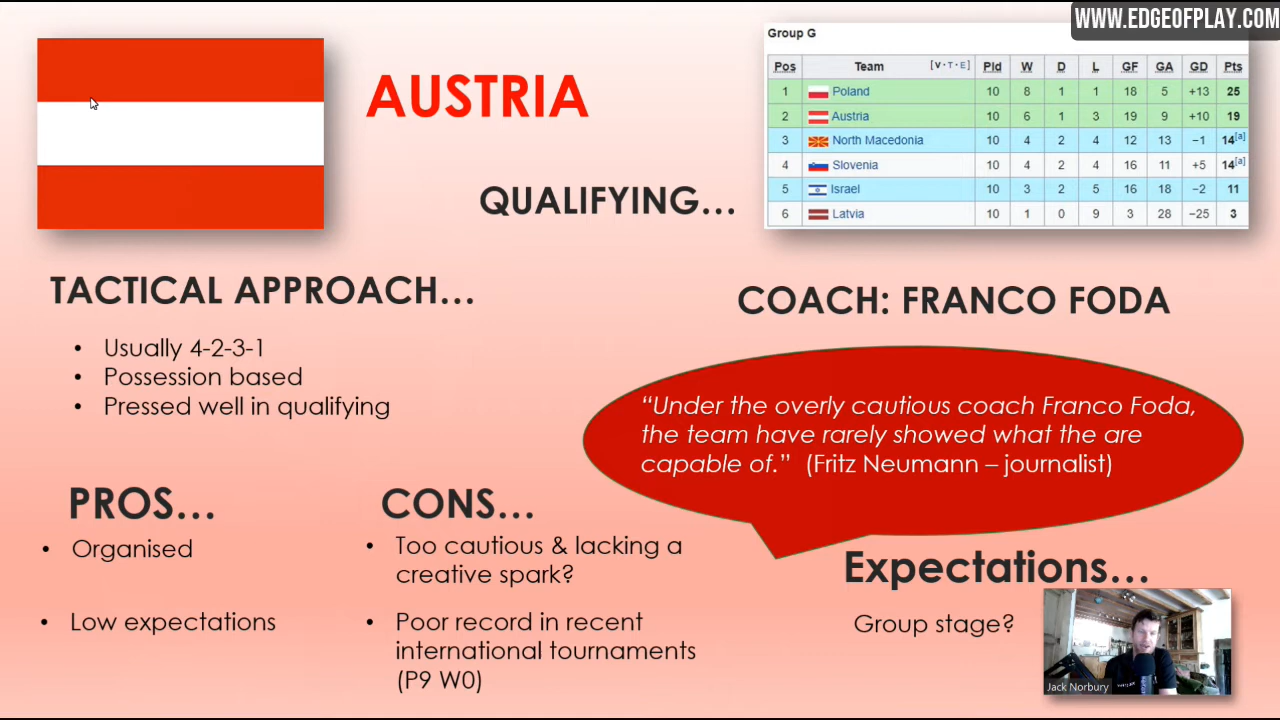 WWW.EDGEOFPLAY.COM
Group G
Pos Team [V·T·E] Pld W D L GF GA GD Pts
1 Poland 10 8 1 1 18 5 +13 25
2 Austria 10 6 1 3 19 9 +10 19
3 North Macedonia 10 4 2 4 12 13 −1 14[a]
4 Slovenia 10 4 2 4 16 11 +5 14[a]
5 Israel 10 3 2 5 16 18 −2 11
6 Latvia 10 1 0 9 3 28 −25 3
AUSTRIA
QUALIFYING...
TACTICAL APPROACH...
• Usually 4-2-3-1
• Possession based
• Pressed well in qualifying
COACH: FRANCO FODA
“Under the overly cautious coach Franco Foda,
the team have rarely showed what the are
capable of.” (Fritz Neumann – journalist)
PROS...
• Organised
• Low expectations
CONS...
• Too cautious & lacking a
creative spark?
• Poor record in recent
international tournaments
(P9 W0)
Expectations...
Group stage?
Jack Norbury